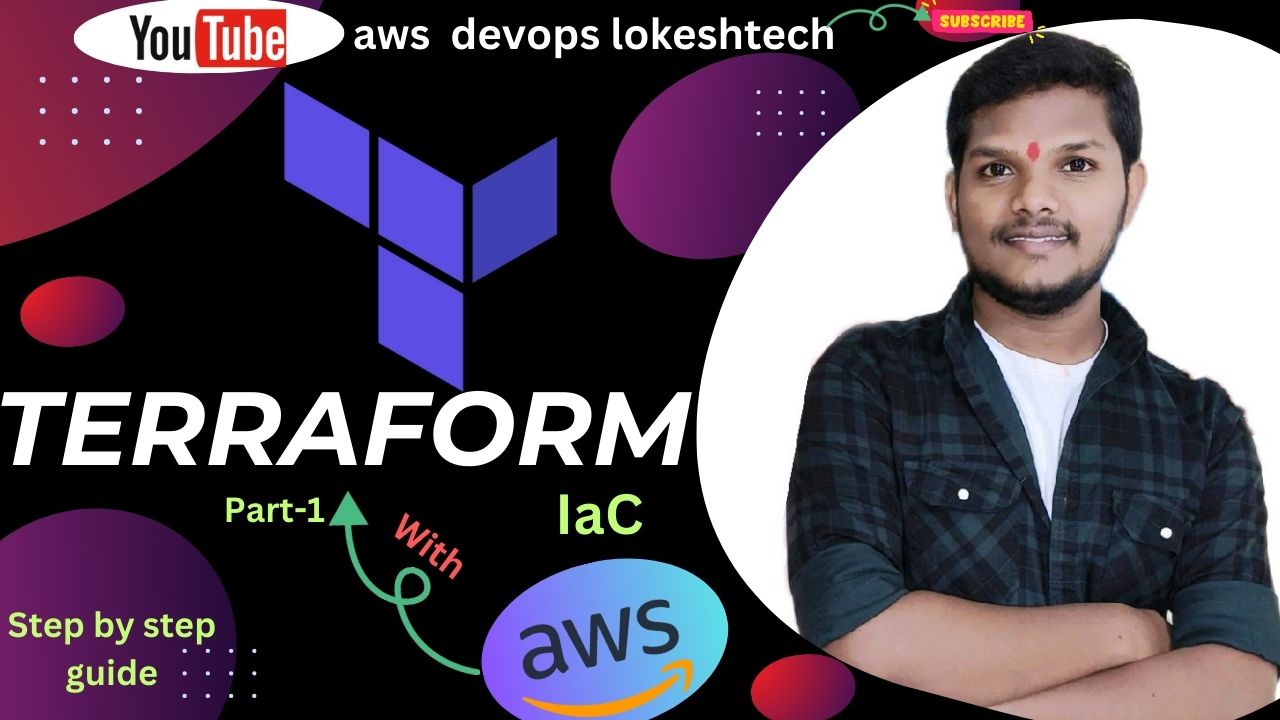 YouTube
aws devops lokeshtech
SUBSCRIBE
TERRAFORM
Part-1
IaC
With
Step by step
guide
aws